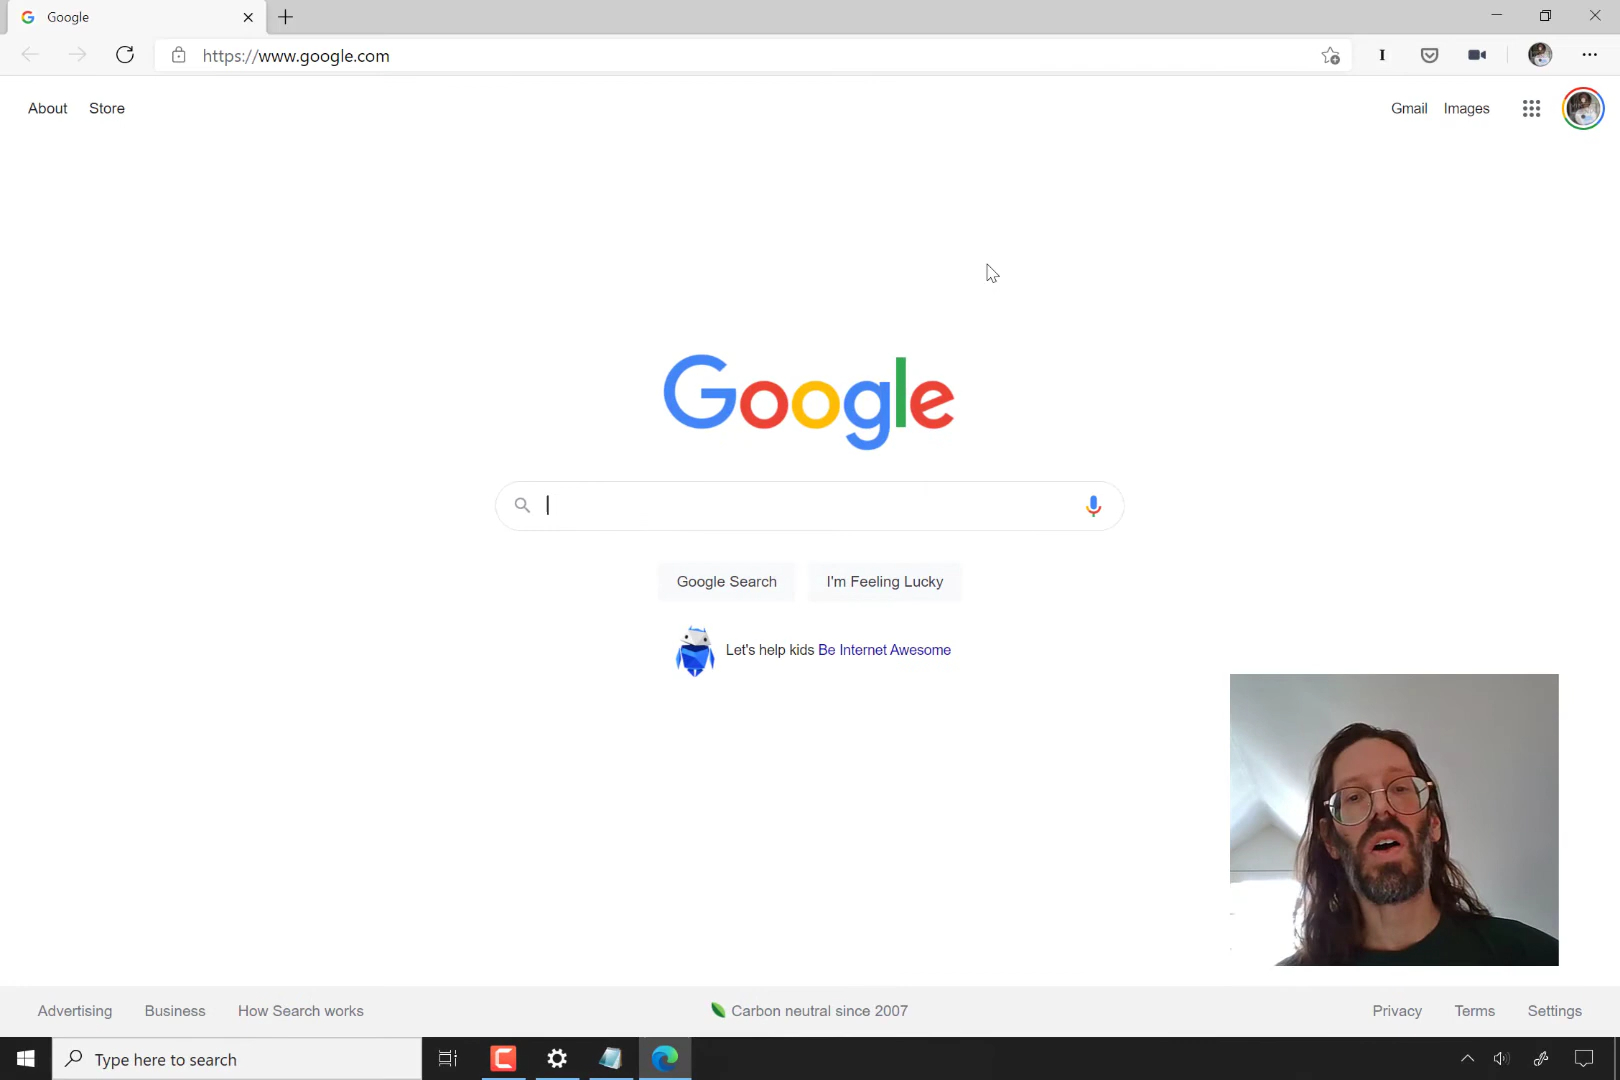 Google
https://www.google.com
About Store
Gmail Images
Google
Google Search I'm Feeling Lucky
Let's help kids Be Internet Awesome
Advertising Business How Search works
Carbon neutral since 2007
Privacy Terms Settings
Type here to search